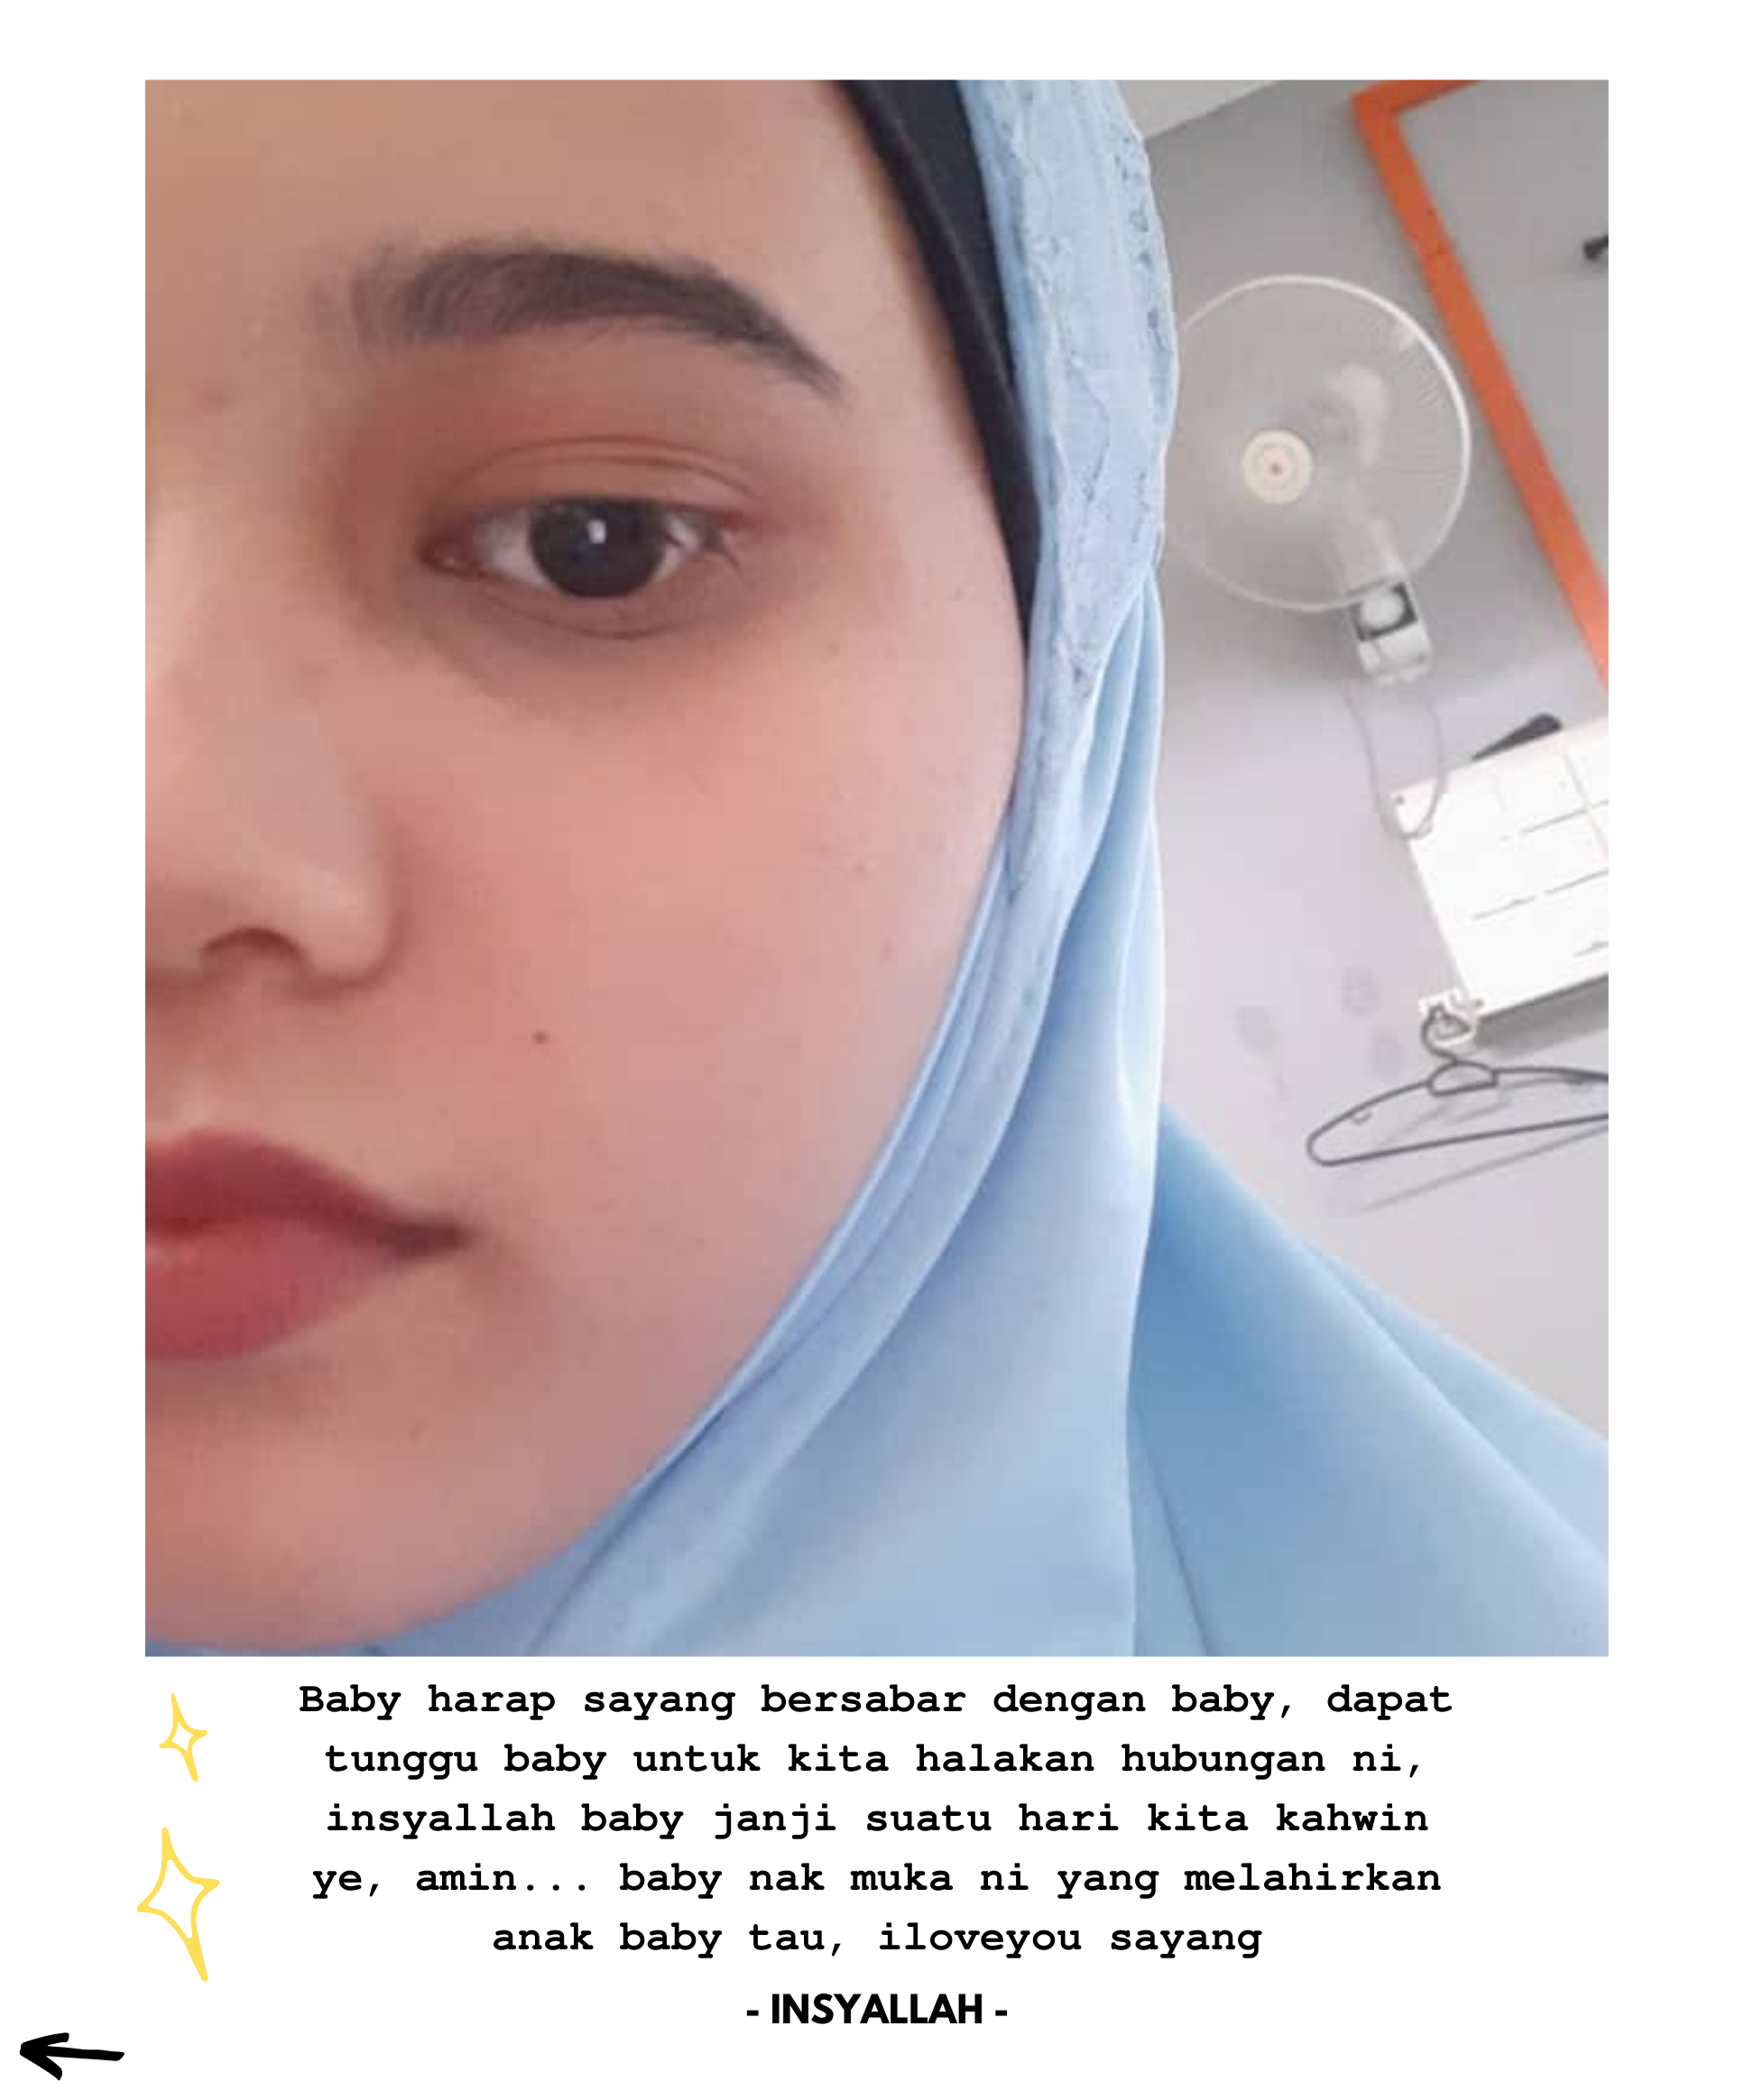 Baby harap sayang bersabar dengan baby, dapat
tunggu baby untuk kita halakan hubungan ni,
insyallah baby janji suatu hari kita kahwin
ye, amin... baby nak muka ni yang melahirkan
anak baby tau, iloveyou sayang
- INSYALLAH -